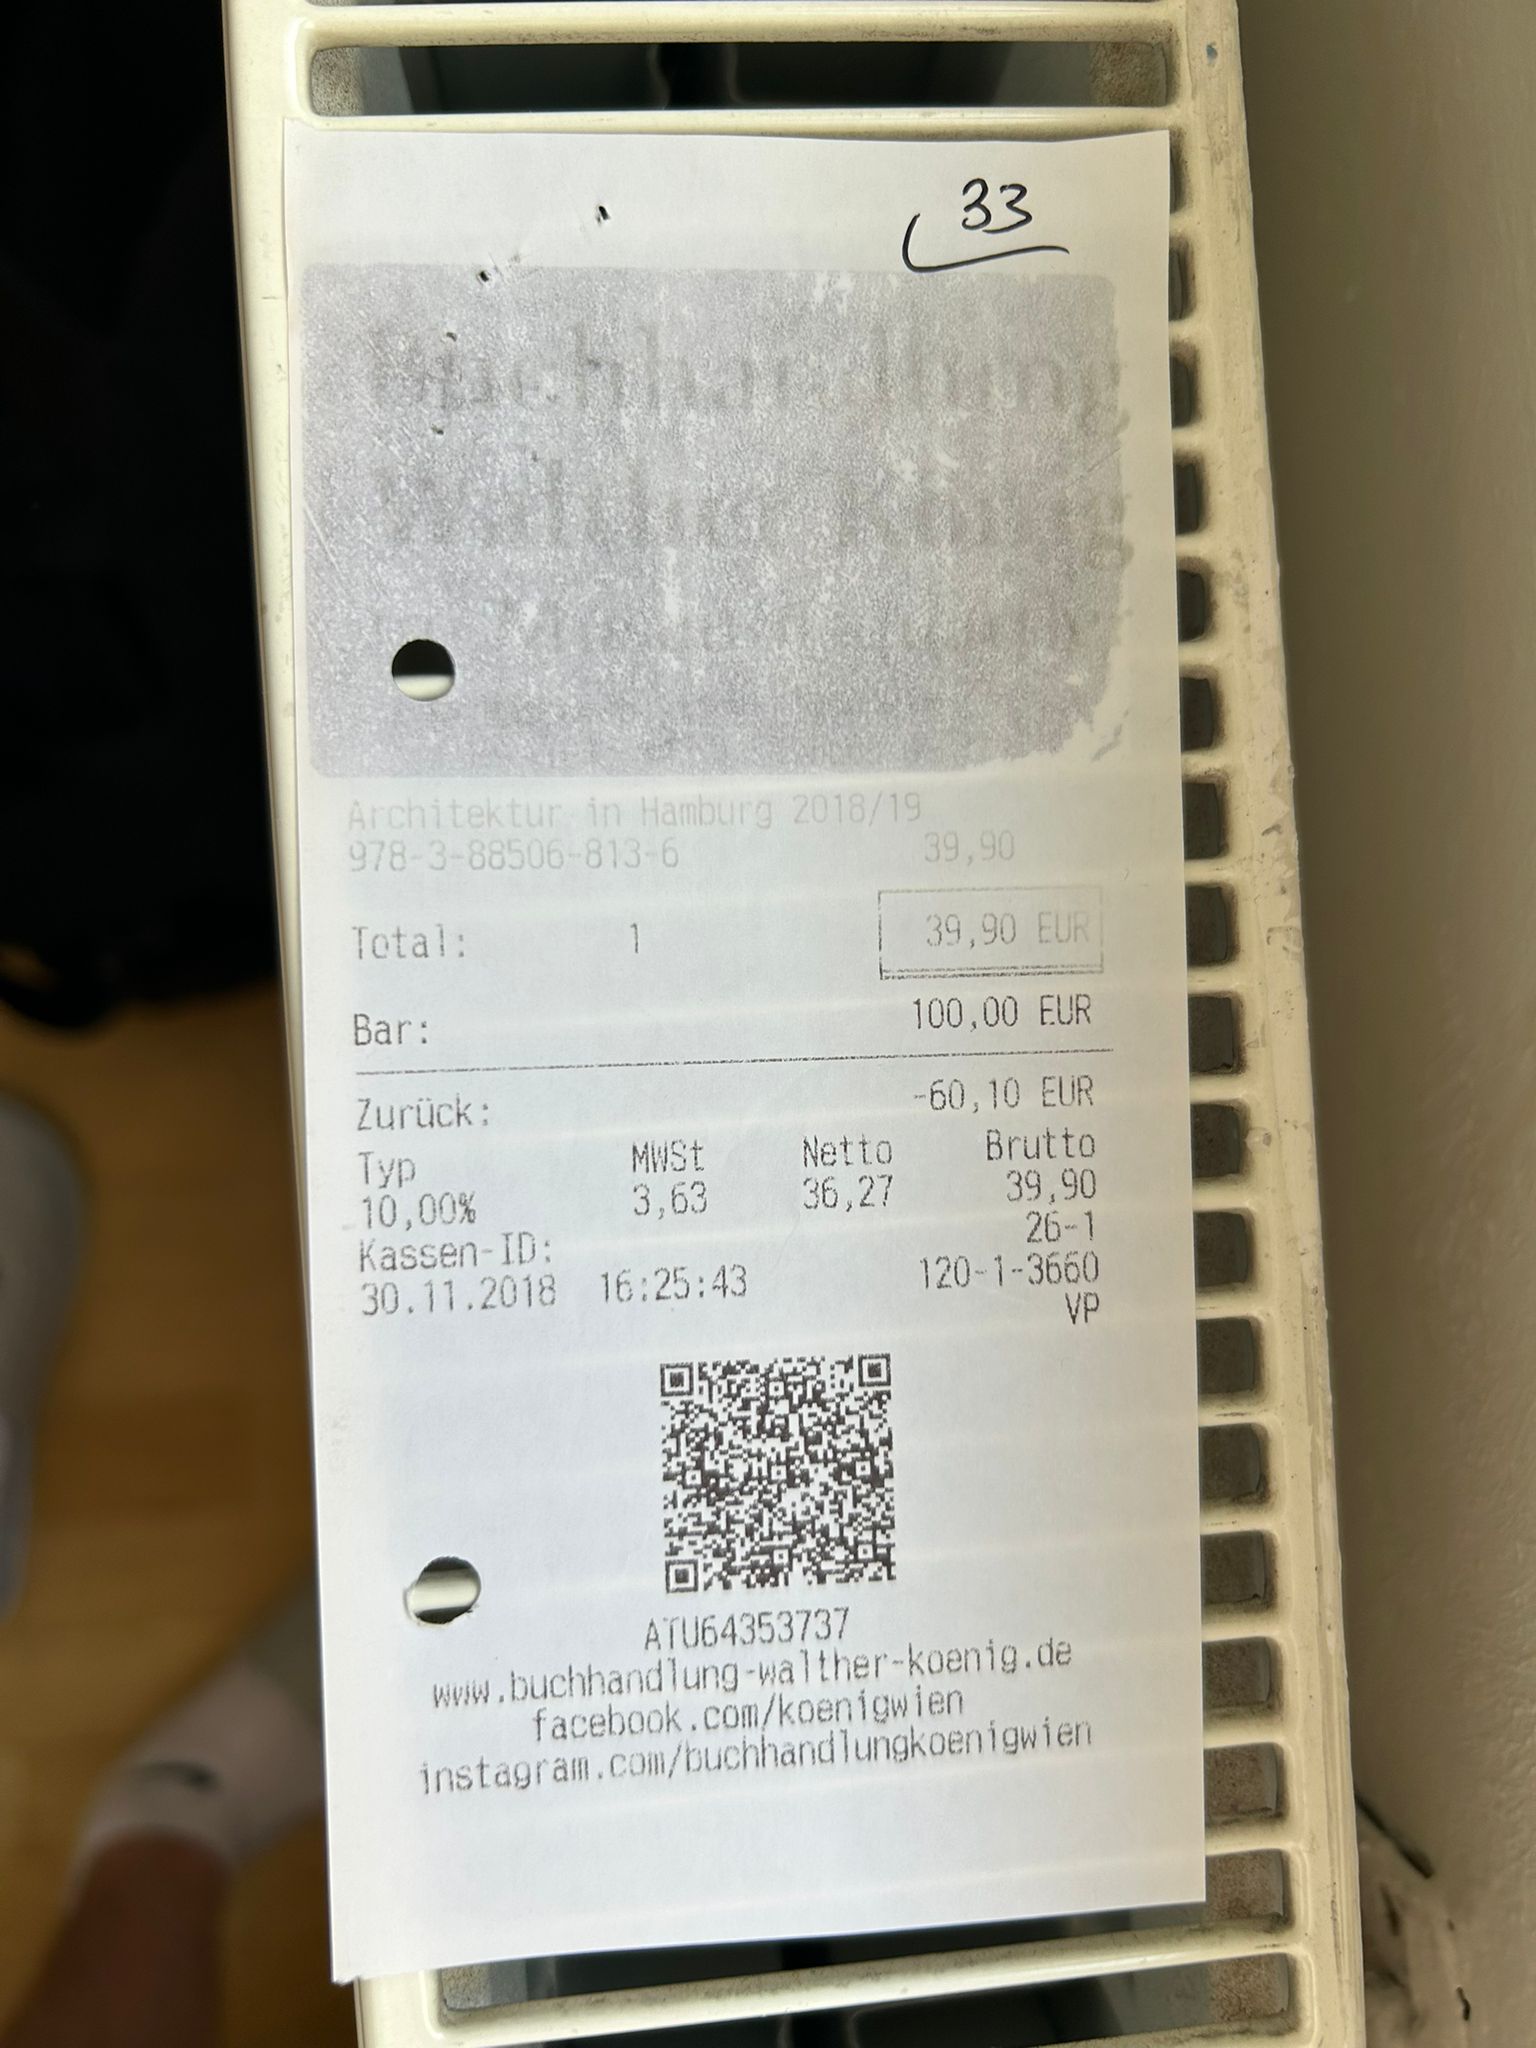 33
Buchhandlung
Walther König
Architektur in Hamburg 2018/19
978-3-88506-813-6 39,90
Total: 1 39,90 EUR
Bar: 100,00 EUR
Zurück: -60,10 EUR
Typ MWSt Netto Brutto
10,00% 3,63 36,27 39,90
Kassen-ID: 26-1
30.11.2018 16:25:43 120-1-3660
VP
ATU64353737
www.buchhandlung-walther-koenig.de
facebook.com/koenigwien
instagram.com/buchhandlungkoenigwien